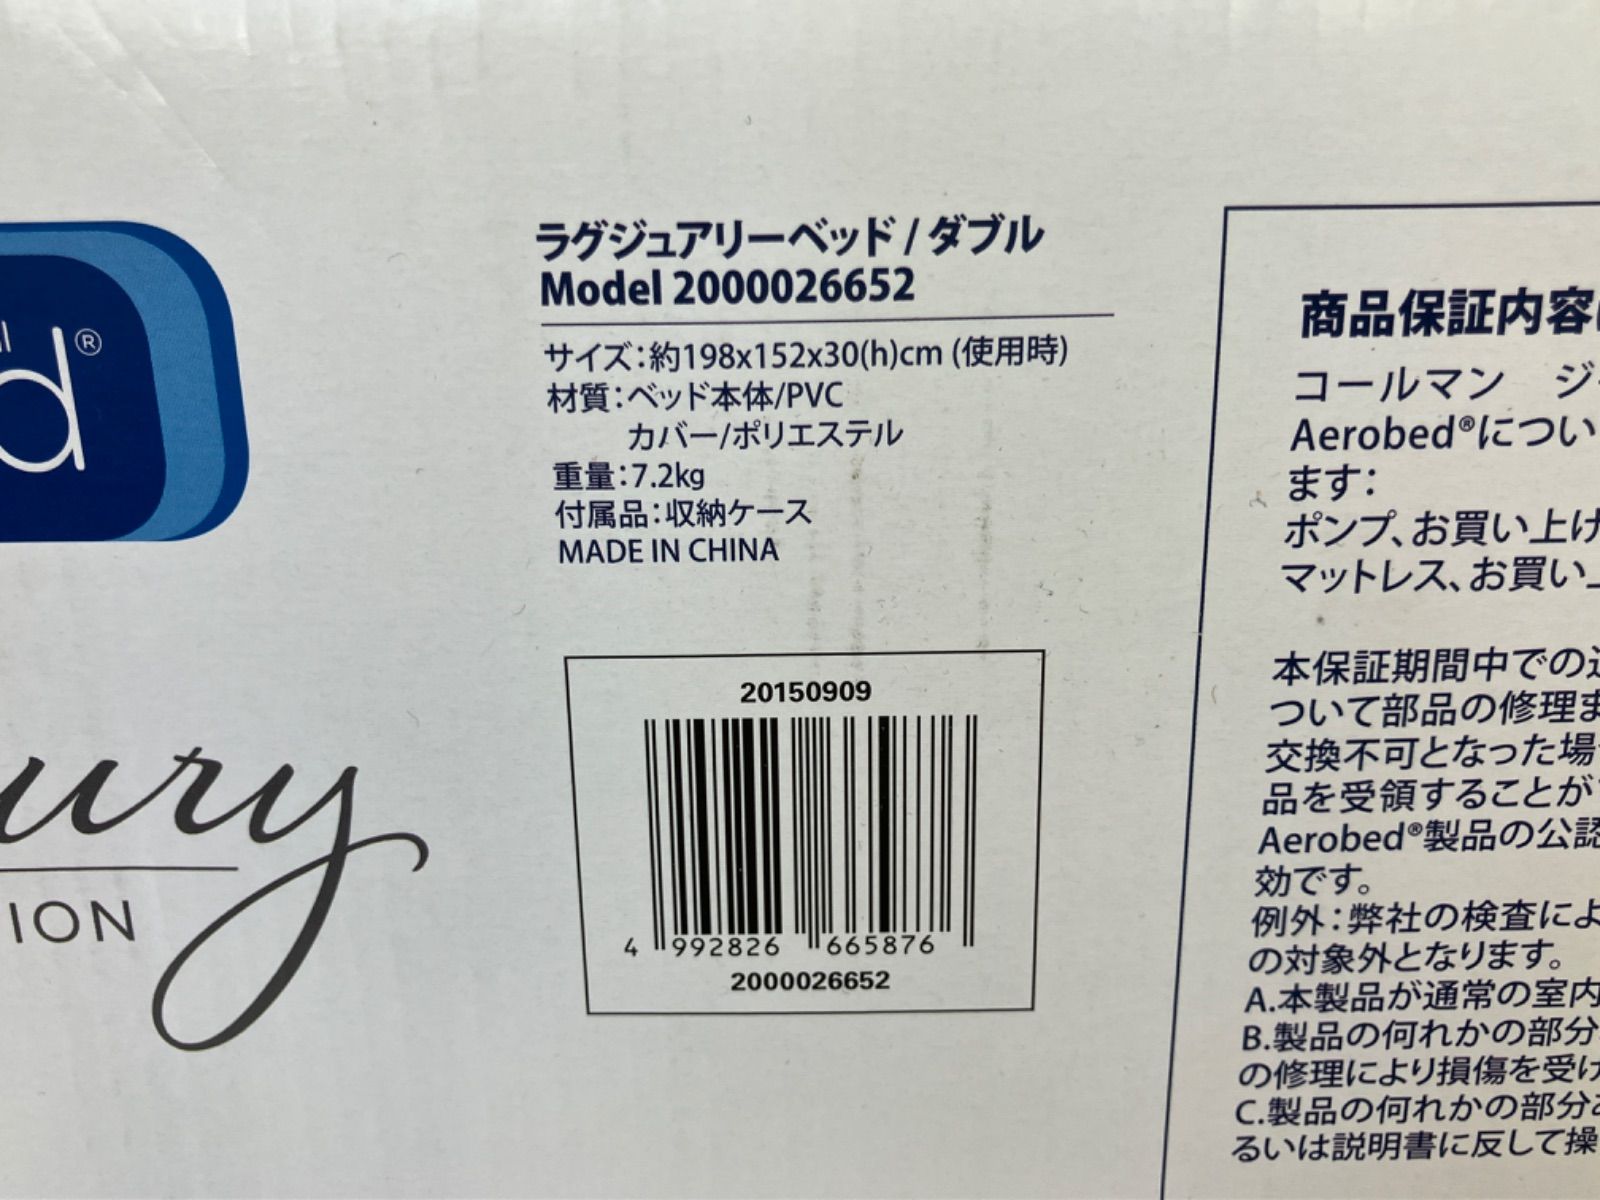 ラグジュアリーベッド / ダブル
Model 2000026652
サイズ：約198x152x30(h)cm (使用時)
材質：ベッド本体/PVC
カバー/ポリエステル
重量：7.2kg
付属品：収納ケース
MADE IN CHINA
20150909
4 992826 665876
2000026652
d®
ury
ION
商品保証内容
コールマン ジ
Aerobed®につい
ます：
ポンプ、お買い上げ
マットレス、お買い
本保証期間中での
ついて部品の修理ま
交換不可となった場
品を受領することが
Aerobed®製品の公認
効です。
例外：弊社の検査によ
の対象外となります。
A.本製品が通常の室内
B.製品の何れかの部分
の修理により損傷を受け
C.製品の何れかの部分
るいは説明書に反して操